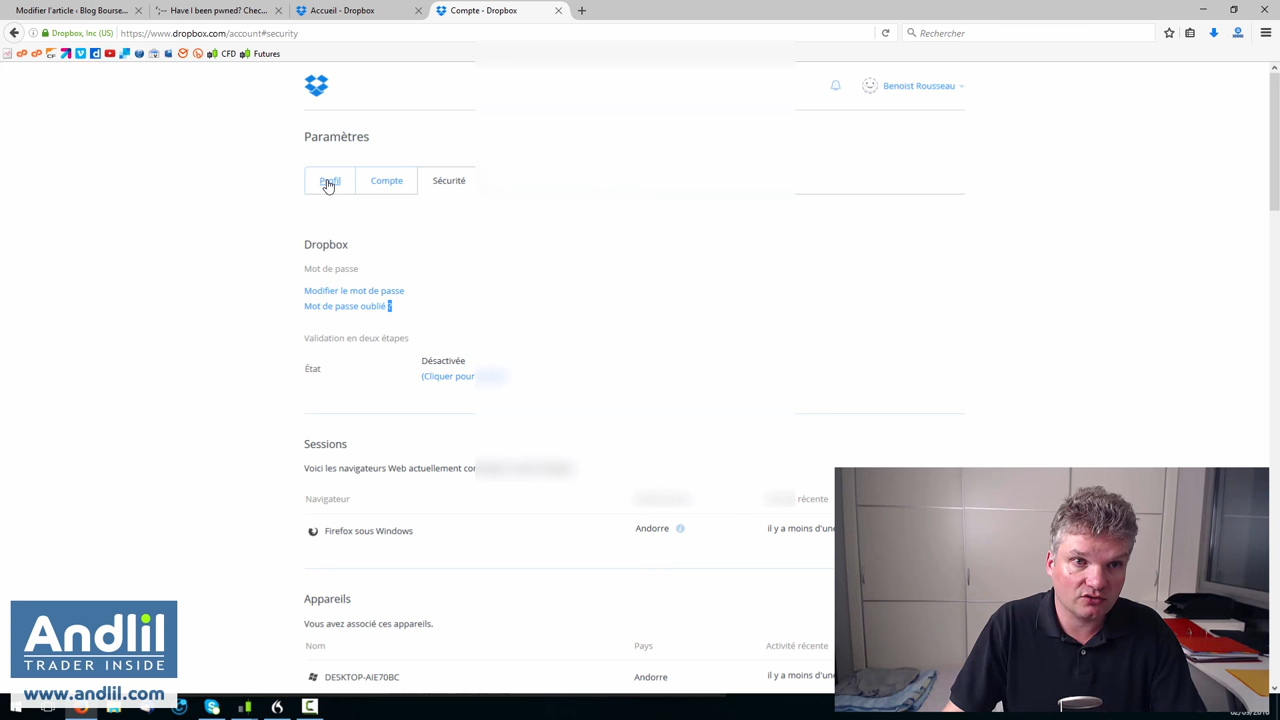 Modifier l'article ‹ Blog Bourse...
';-- Have I been pwned? Chec...
Accueil - Dropbox
Compte - Dropbox
Dropbox, Inc (US)
https://www.dropbox.com/account#security
Rechercher
CFD
Futures
Benoist Rousseau
Paramètres
Profil
Compte
Sécurité
Dropbox
Mot de passe
Modifier le mot de passe
Mot de passe oublié ?
Validation en deux étapes
État
Désactivée
(Cliquer pour
Sessions
Voici les navigateurs Web actuellement con
Navigateur
récente
Firefox sous Windows
Andorre
il y a moins d'une
Appareils
Vous avez associé ces appareils.
Nom
Pays
Activité récente
DESKTOP-AIE70BC
Andorre
il y a moins d'une
Andlil
TRADER INSIDE
www.andlil.com